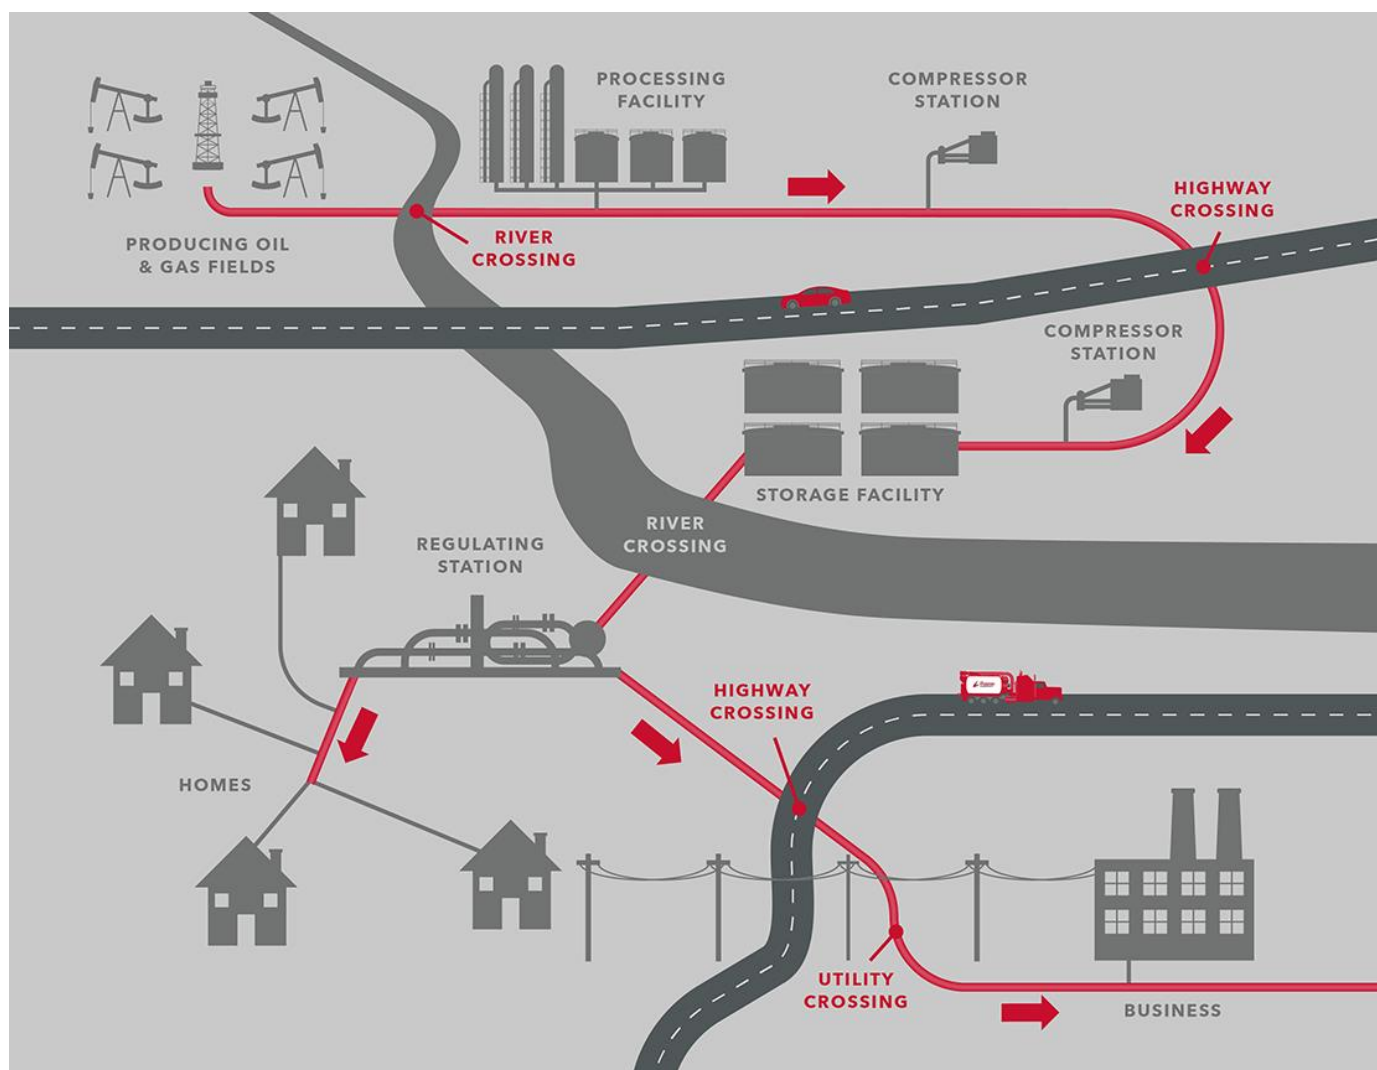 PROCESSING
FACILITY
COMPRESSOR
STATION
HIGHWAY
CROSSING
PRODUCING OIL
& GAS FIELDS
RIVER
CROSSING
COMPRESSOR
STATION
STORAGE FACILITY
RIVER
CROSSING
REGULATING
STATION
HIGHWAY
CROSSING
HOMES
UTILITY
CROSSING
BUSINESS